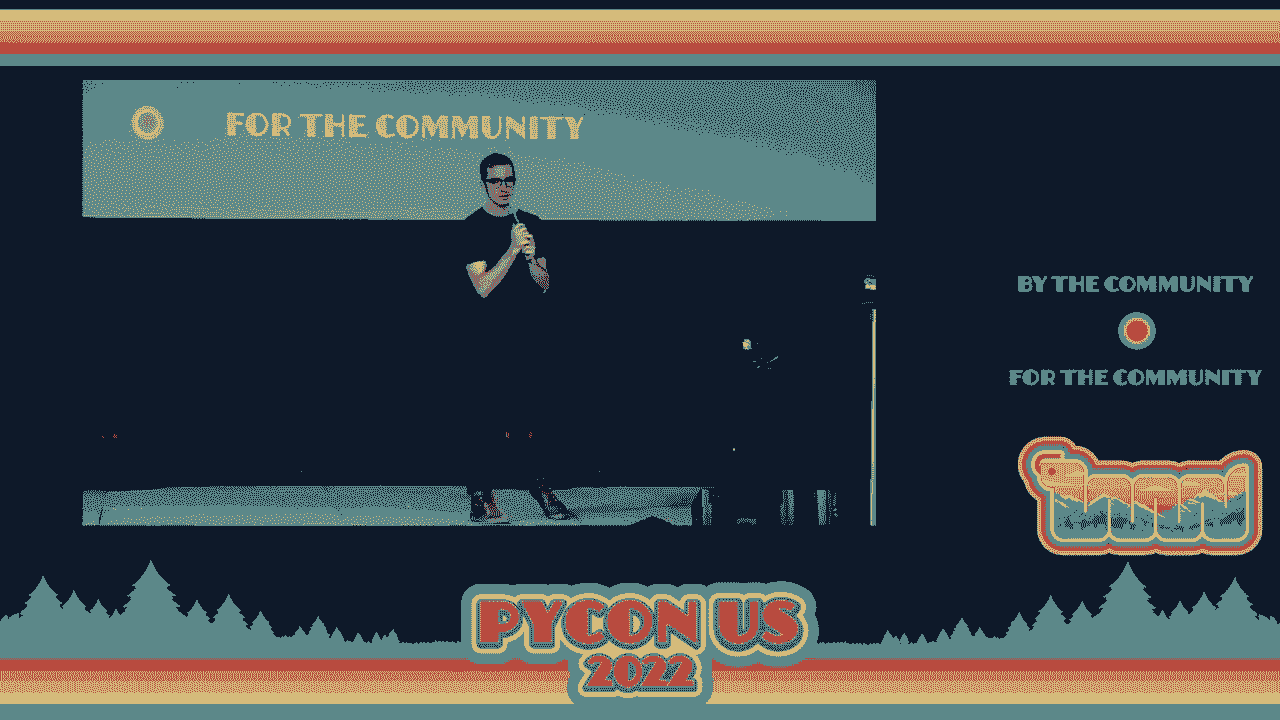 FOR THE COMMUNITY
BY THE COMMUNITY
FOR THE COMMUNITY
PYCON US
2022